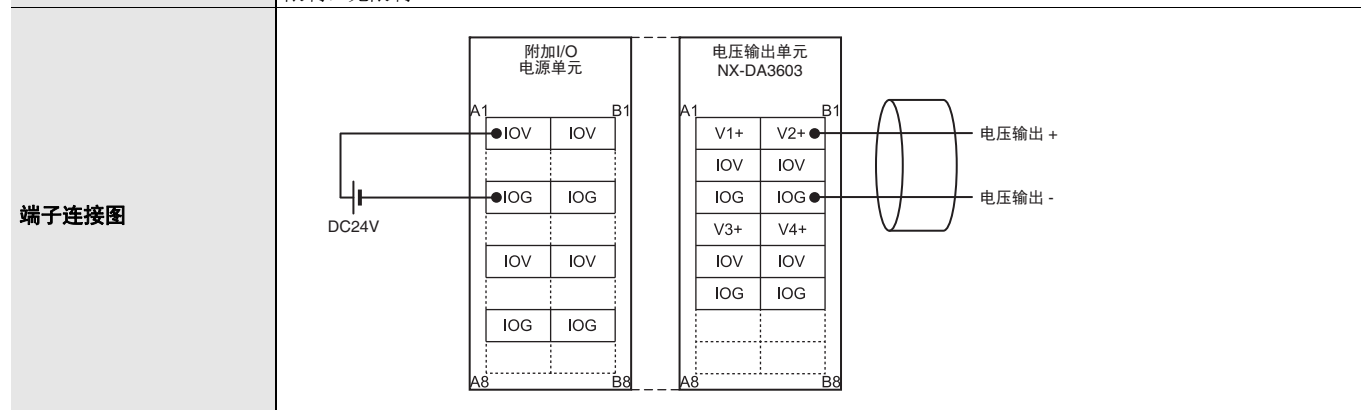 端子连接图
附加I/O
电源单元
A1 B1
IOV IOV
IOG IOG
IOV IOV
IOG IOG
A8 B8
DC24V
电压输出单元
NX-DA3603
A1 B1
V1+ V2+
IOV IOV
IOG IOG
V3+ V4+
IOV IOV
IOG IOG
A8 B8
电压输出 +
电压输出 -